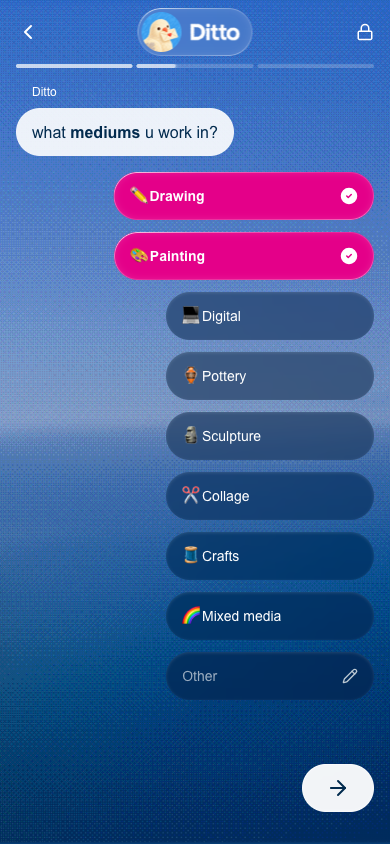 Ditto
Ditto
what mediums u work in?
Drawing
Painting
Digital
Pottery
Sculpture
Collage
Crafts
Mixed media
Other